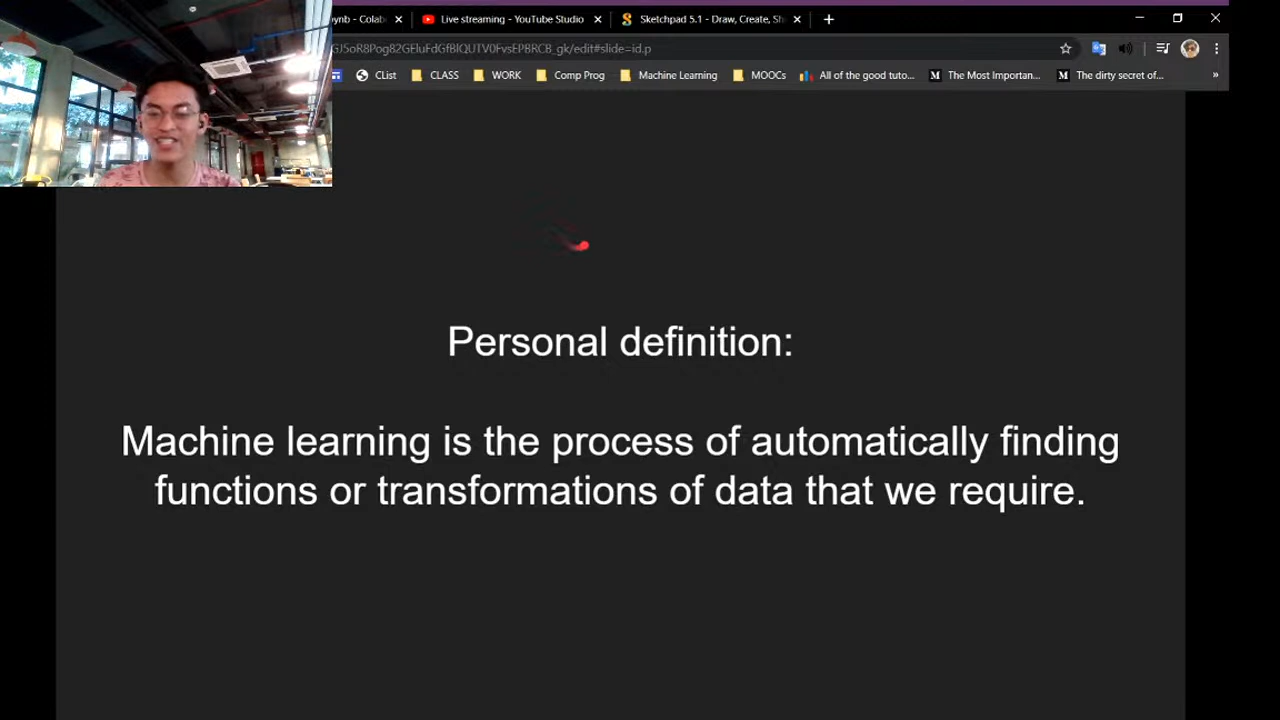 ynb - Colab
Live streaming - YouTube Studio
Sketchpad 5.1 - Draw, Create, Sh
CList
CLASS
WORK
Comp Prog
Machine Learning
MOOCs
All of the good tuto...
The Most Importan...
The dirty secret of...
Personal definition:
Machine learning is the process of automatically finding
functions or transformations of data that we require.